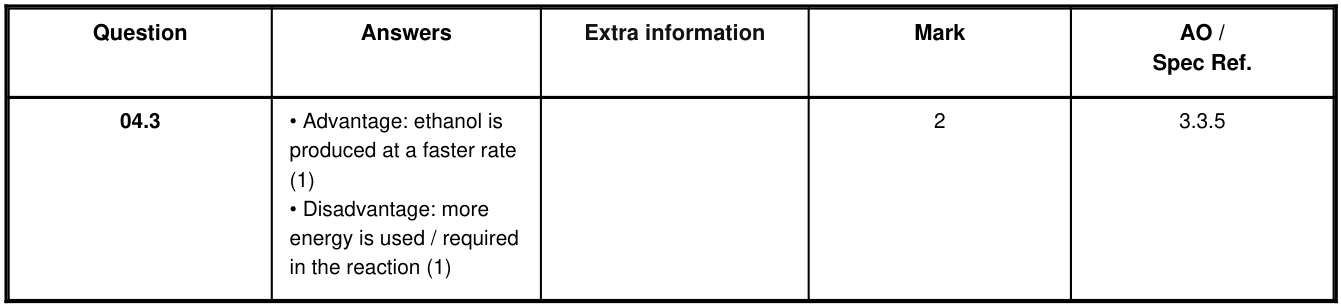 Question Answers Extra information Mark AO /
Spec Ref.
04.3 • Advantage: ethanol is 2 3.3.5
produced at a faster rate
(1)
• Disadvantage: more
energy is used / required
in the reaction (1)